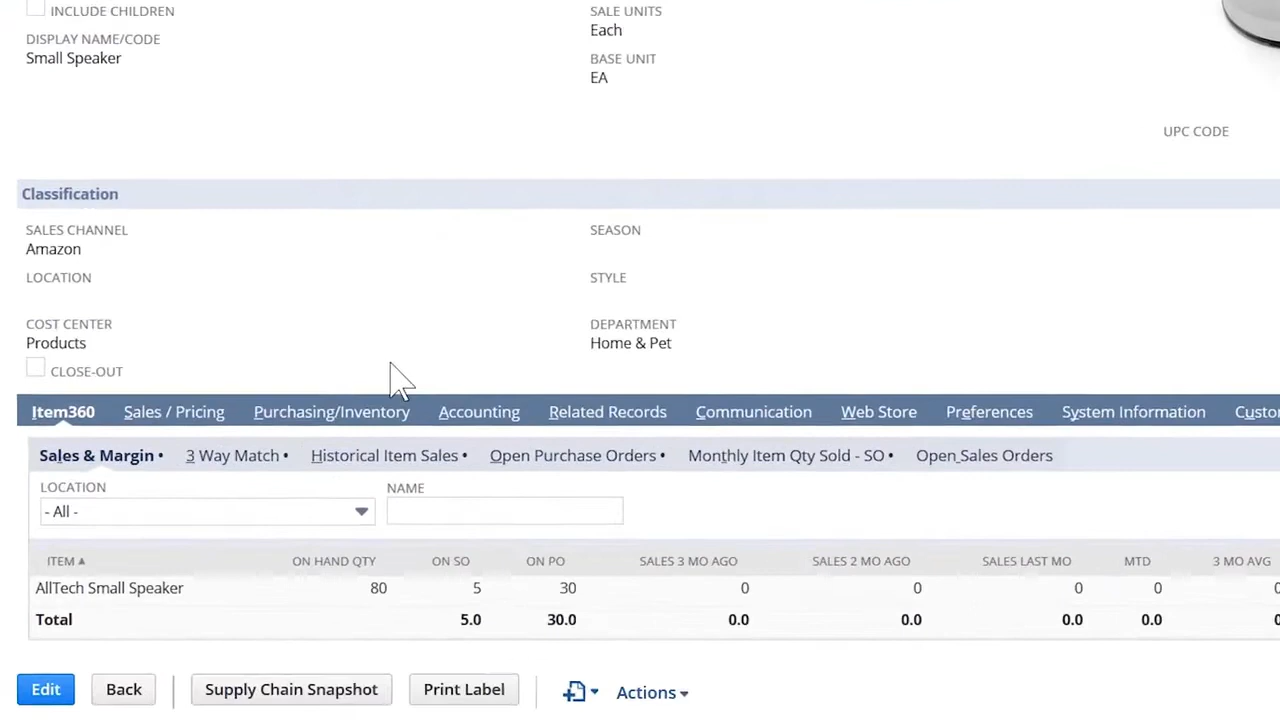 INCLUDE CHILDREN
DISPLAY NAME/CODE
Small Speaker
SALE UNITS
Each
BASE UNIT
EA
UPC CODE
Classification
SALES CHANNEL
Amazon
LOCATION
COST CENTER
Products
CLOSE-OUT
SEASON
STYLE
DEPARTMENT
Home & Pet
Item360 Sales / Pricing Purchasing/Inventory Accounting Related Records Communication Web Store Preferences System Information Custo
Sales & Margin • 3 Way Match • Historical Item Sales • Open Purchase Orders • Monthly Item Qty Sold - SO • Open Sales Orders
LOCATION NAME
- All -
ITEM ▲ ON HAND QTY ON SO ON PO SALES 3 MO AGO SALES 2 MO AGO SALES LAST MO MTD 3 MO AVG
AllTech Small Speaker 80 5 30 0 0 0 0 0
Total 5.0 30.0 0.0 0.0 0.0 0.0
Edit Back Supply Chain Snapshot Print Label Actions